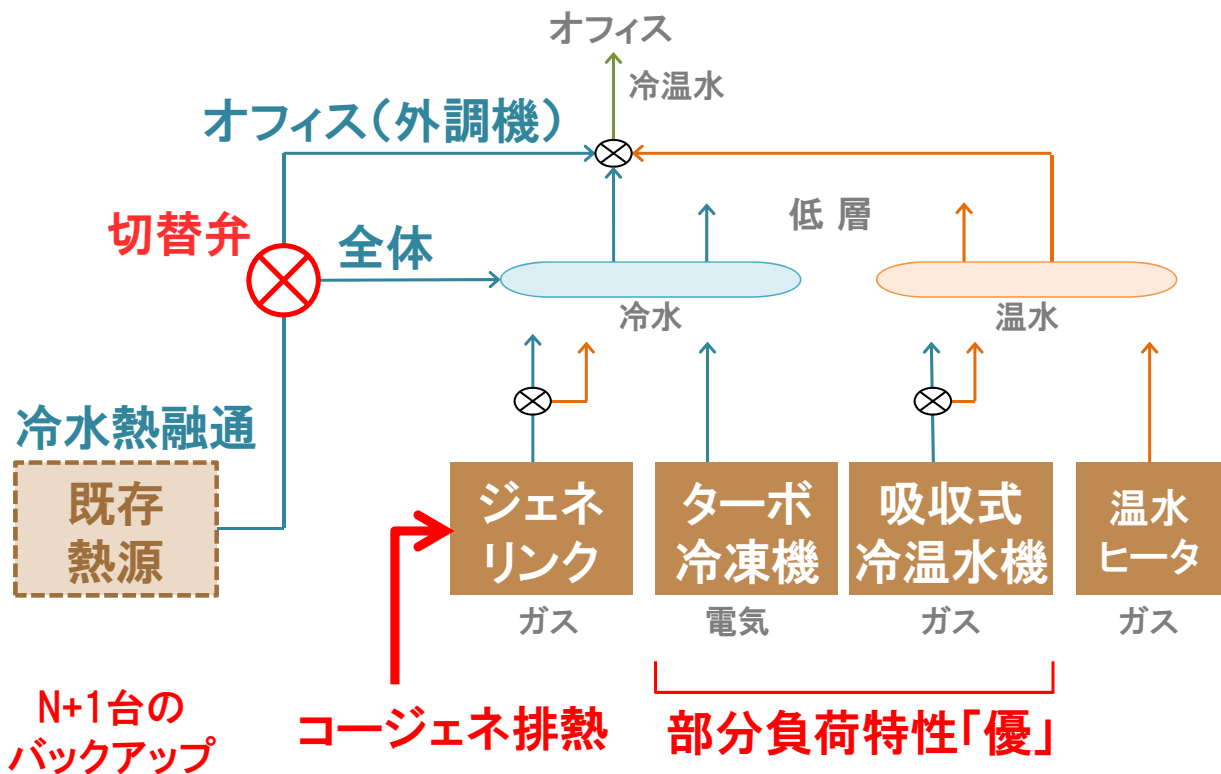 オフィス
冷温水
オフィス(外調機)
切替弁
全体
低 層
冷水
温水
冷水熱融通
既存
熱源
ジェネ
リンク
ターボ
冷凍機
吸収式
冷温水機
温水
ヒータ
ガス
電気
ガス
ガス
N+1台の
バックアップ
コージェネ排熱
部分負荷特性「優」